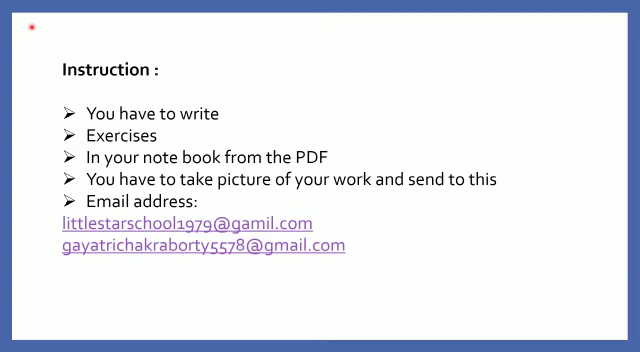 Instruction :
➢ You have to write
➢ Exercises
➢ In your note book from the PDF
➢ You have to take picture of your work and send to this
➢ Email address:
littlestarschool1979@gamil.com
gayatrichakraborty5578@gmail.com